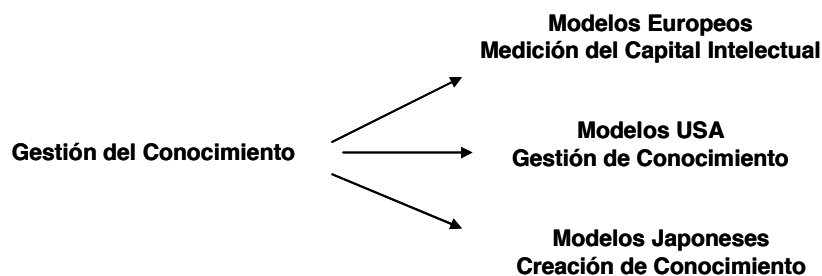 Modelos Europeos
Medición del Capital Intelectual
Gestión del Conocimiento
Modelos USA
Gestión de Conocimiento
Modelos Japoneses
Creación de Conocimiento